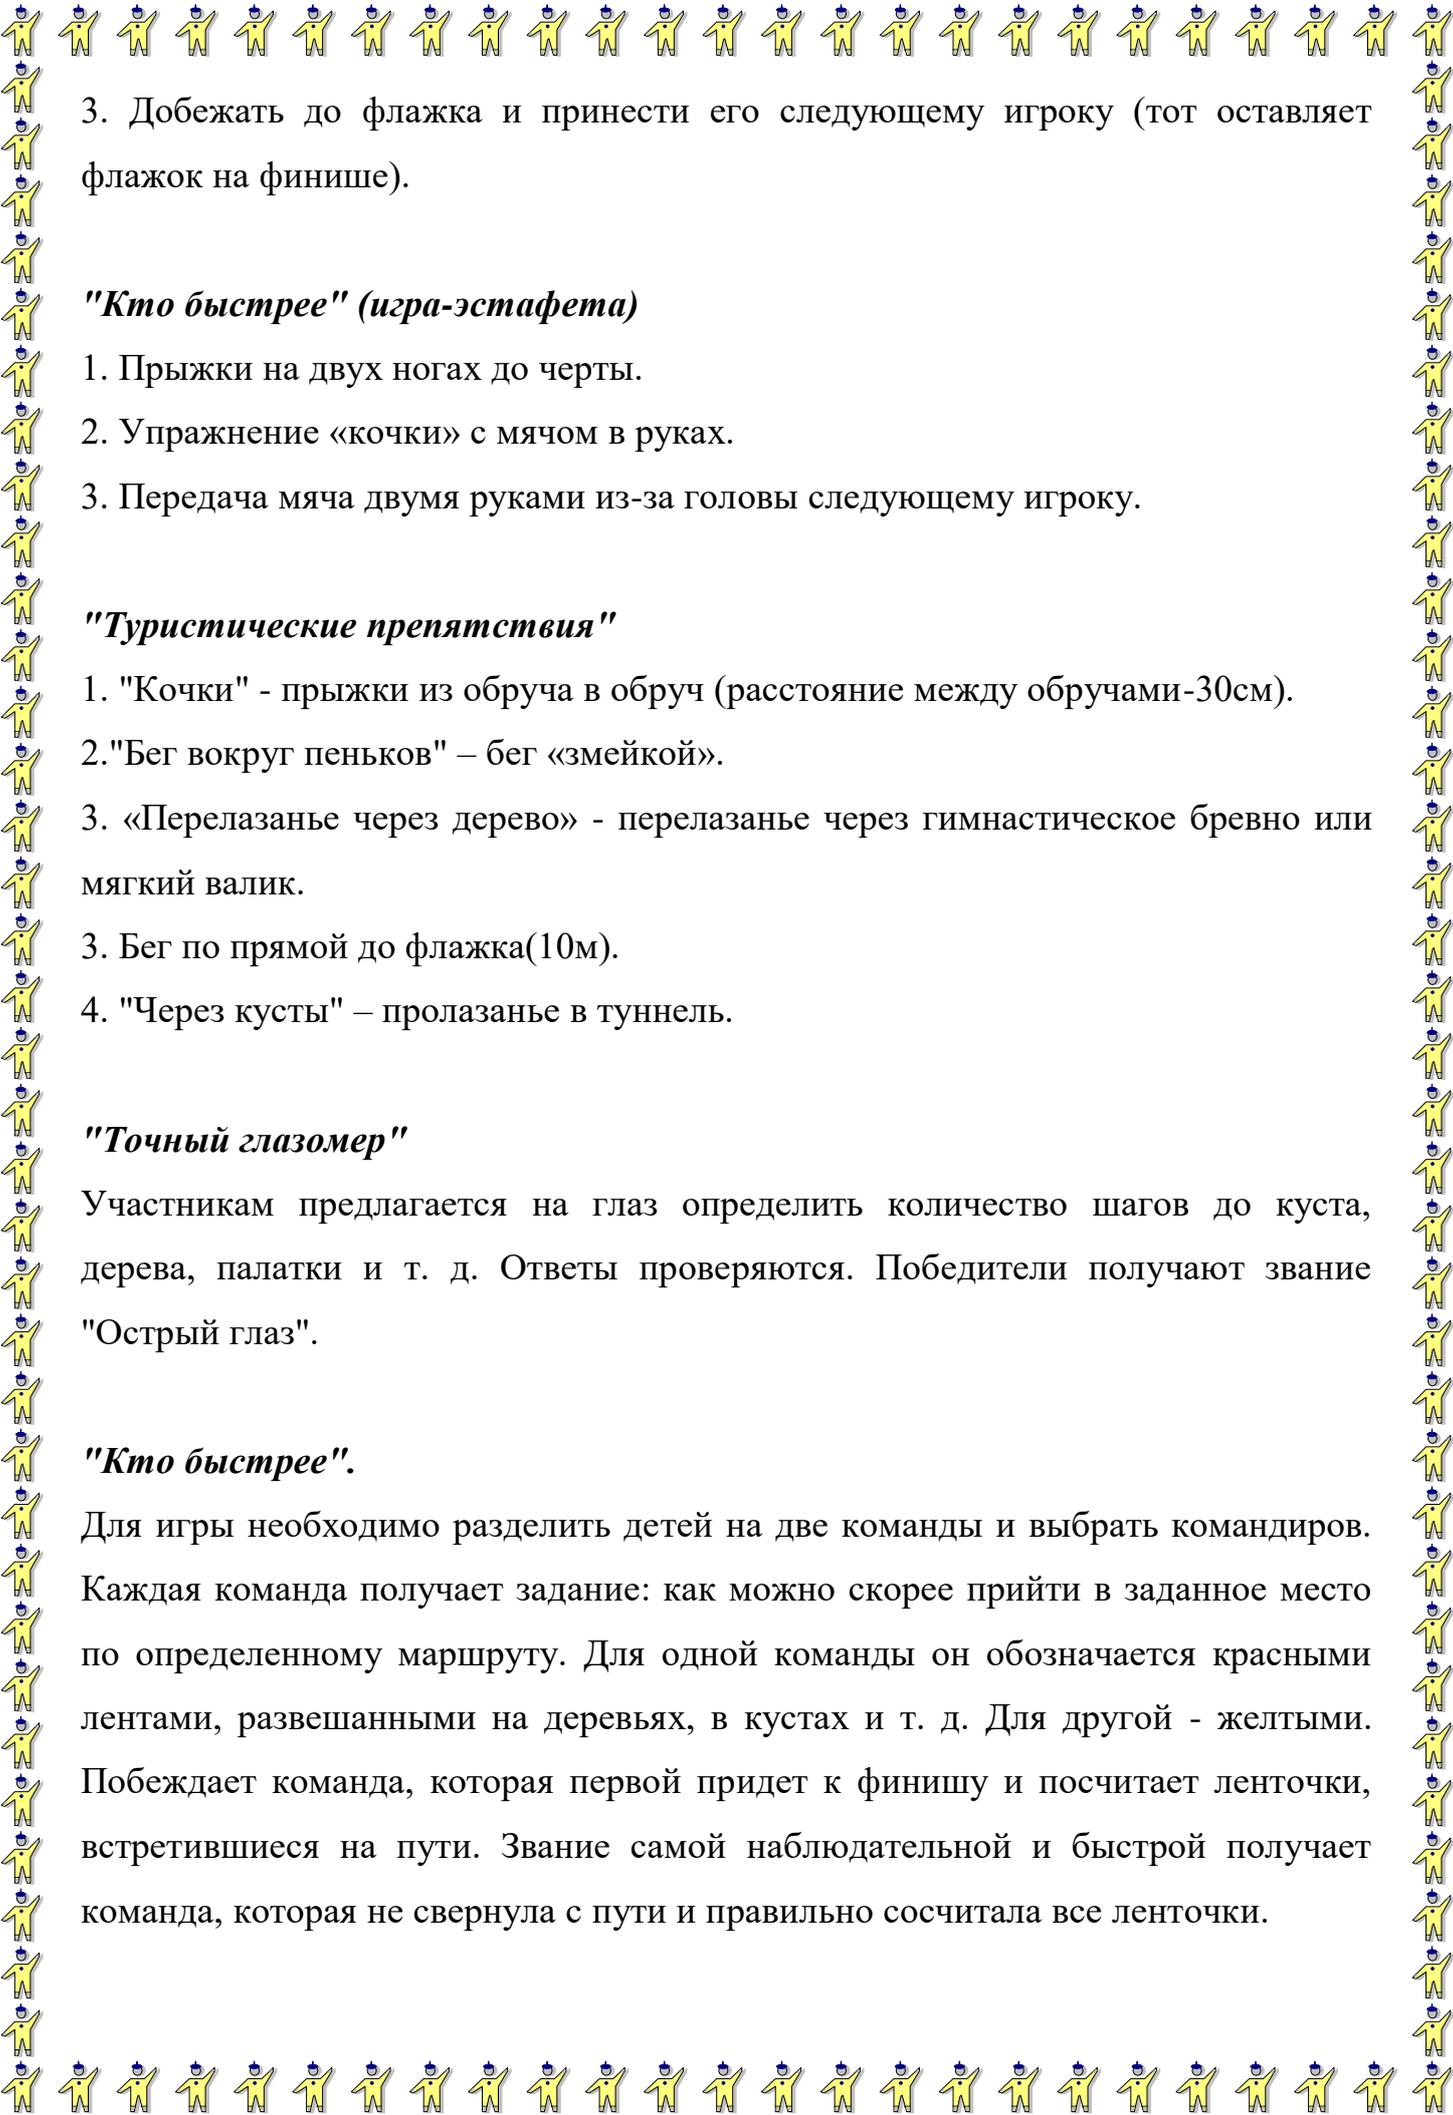 3. Добежать до флажка и принести его следующему игроку (тот оставляет
флажок на финише).
"Кто быстрее" (игра-эстафета)
1. Прыжки на двух ногах до черты.
2. Упражнение «кочки» с мячом в руках.
3. Передача мяча двумя руками из-за головы следующему игроку.
"Туристические препятствия"
1. "Кочки" - прыжки из обруча в обруч (расстояние между обручами-30см).
2."Бег вокруг пеньков" – бег «змейкой».
3. «Перелазанье через дерево» - перелазанье через гимнастическое бревно или
мягкий валик.
3. Бег по прямой до флажка(10м).
4. "Через кусты" – пролазанье в туннель.
"Точный глазомер"
Участникам предлагается на глаз определить количество шагов до куста,
дерева, палатки и т. д. Ответы проверяются. Победители получают звание
"Острый глаз".
"Кто быстрее".
Для игры необходимо разделить детей на две команды и выбрать командиров.
Каждая команда получает задание: как можно скорее прийти в заданное место
по определенному маршруту. Для одной команды он обозначается красными
лентами, развешанными на деревьях, в кустах и т. д. Для другой - желтыми.
Побеждает команда, которая первой придет к финишу и посчитает ленточки,
встретившиеся на пути. Звание самой наблюдательной и быстрой получает
команда, которая не свернула с пути и правильно сосчитала все ленточки.